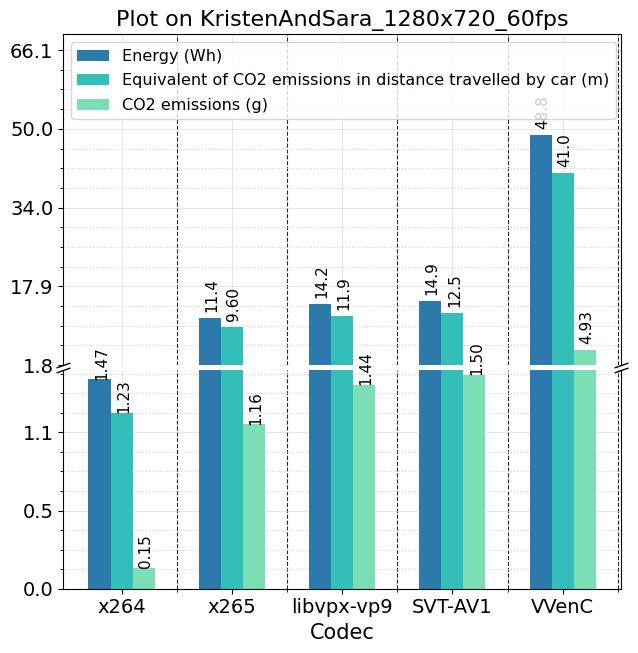 Plot on KristenAndSara_1280x720_60fps
66.1
50.0
34.0
17.9
1.8
1.1
0.5
0.0
Energy (Wh)
Equivalent of CO2 emissions in distance travelled by car (m)
CO2 emissions (g)
1.47
1.23
0.15
11.4
9.60
1.16
14.2
11.9
1.44
14.9
12.5
1.50
48.8
41.0
4.93
x264
x265
libvpx-vp9
SVT-AV1
VVenC
Codec